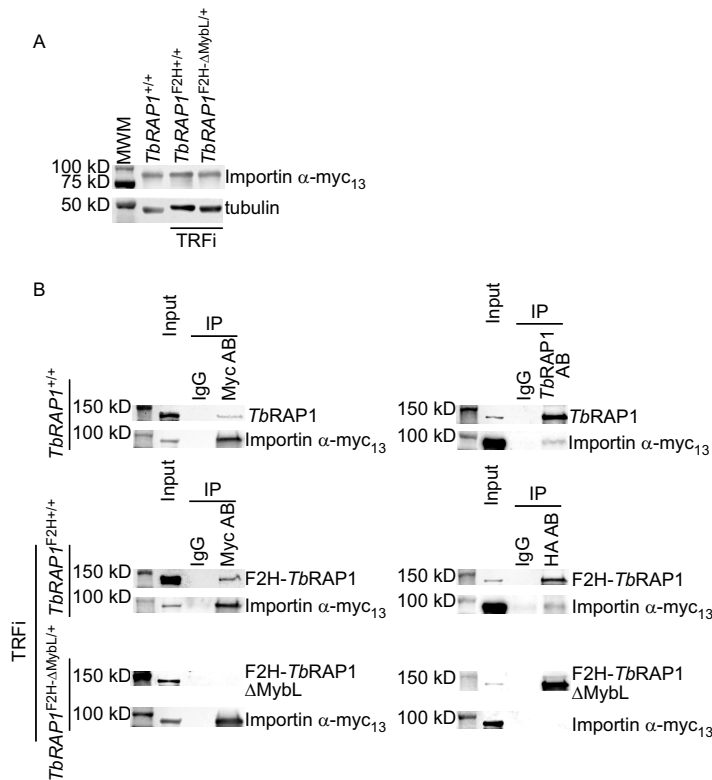 A
MWM
TbRAP1+/+
TbRAP1F2H+/+
TbRAP1F2H-ΔMybL/+
100 kD
75 kD
Importin α-myc13
50 kD
tubulin
TRFi
B
Input
IP
IgG
Myc AB
TbRAP1+/+
150 kD
TbRAP1
100 kD
Importin α-myc13
Input
IP
IgG
TbRAP1
AB
150 kD
TbRAP1
100 kD
Importin α-myc13
TRFi
Input
IP
IgG
Myc AB
TbRAP1F2H+/+
150 kD
F2H-TbRAP1
100 kD
Importin α-myc13
Input
IP
IgG
HA AB
150 kD
F2H-TbRAP1
100 kD
Importin α-myc13
TbRAP1F2H-ΔMybL/+
150 kD
F2H-TbRAP1
ΔMybL
100 kD
Importin α-myc13
150 kD
F2H-TbRAP1
ΔMybL
100 kD
Importin α-myc13